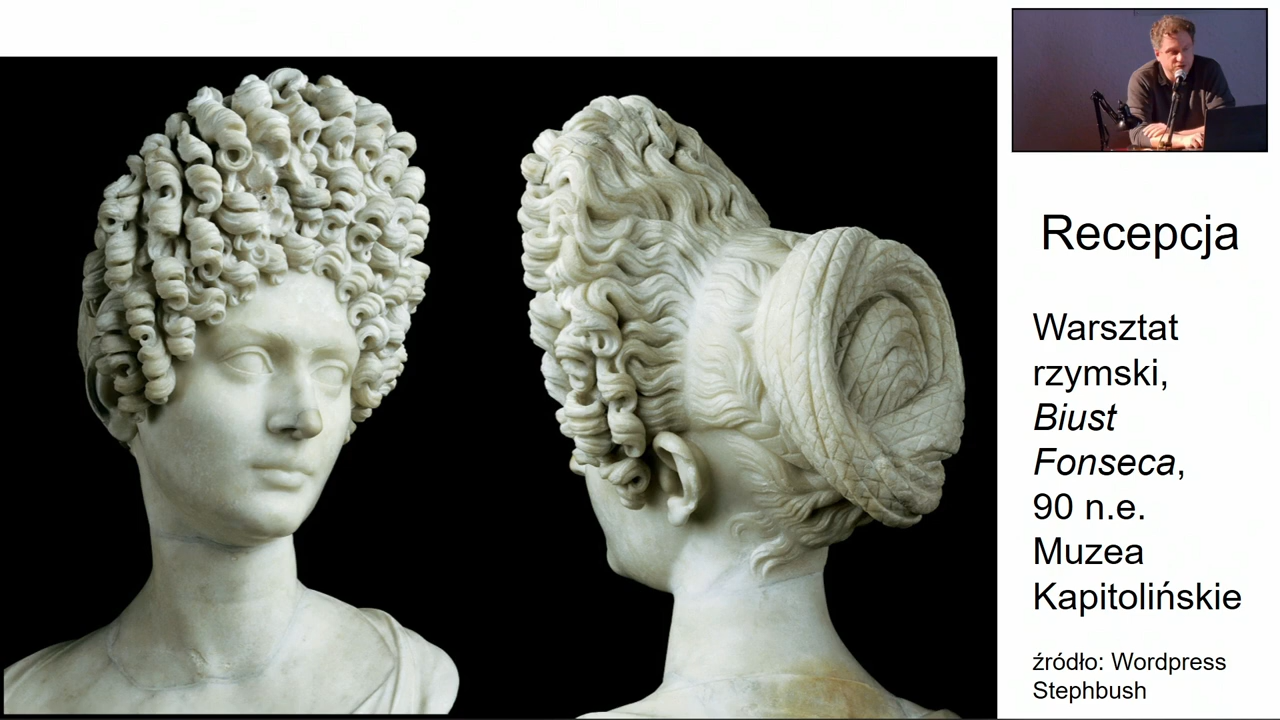 Recepcja
Warsztat
rzymski,
Biust
Fonseca,
90 n.e.
Muzea
Kapitolińskie
źródło: Wordpress
Stephbush